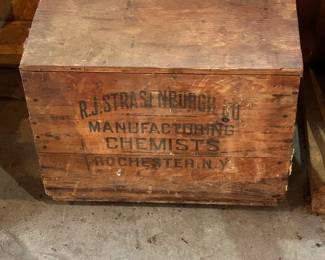 R.J. STRASENBURGH CO
MANUFACTURING
CHEMISTS
ROCHESTER, N.Y.